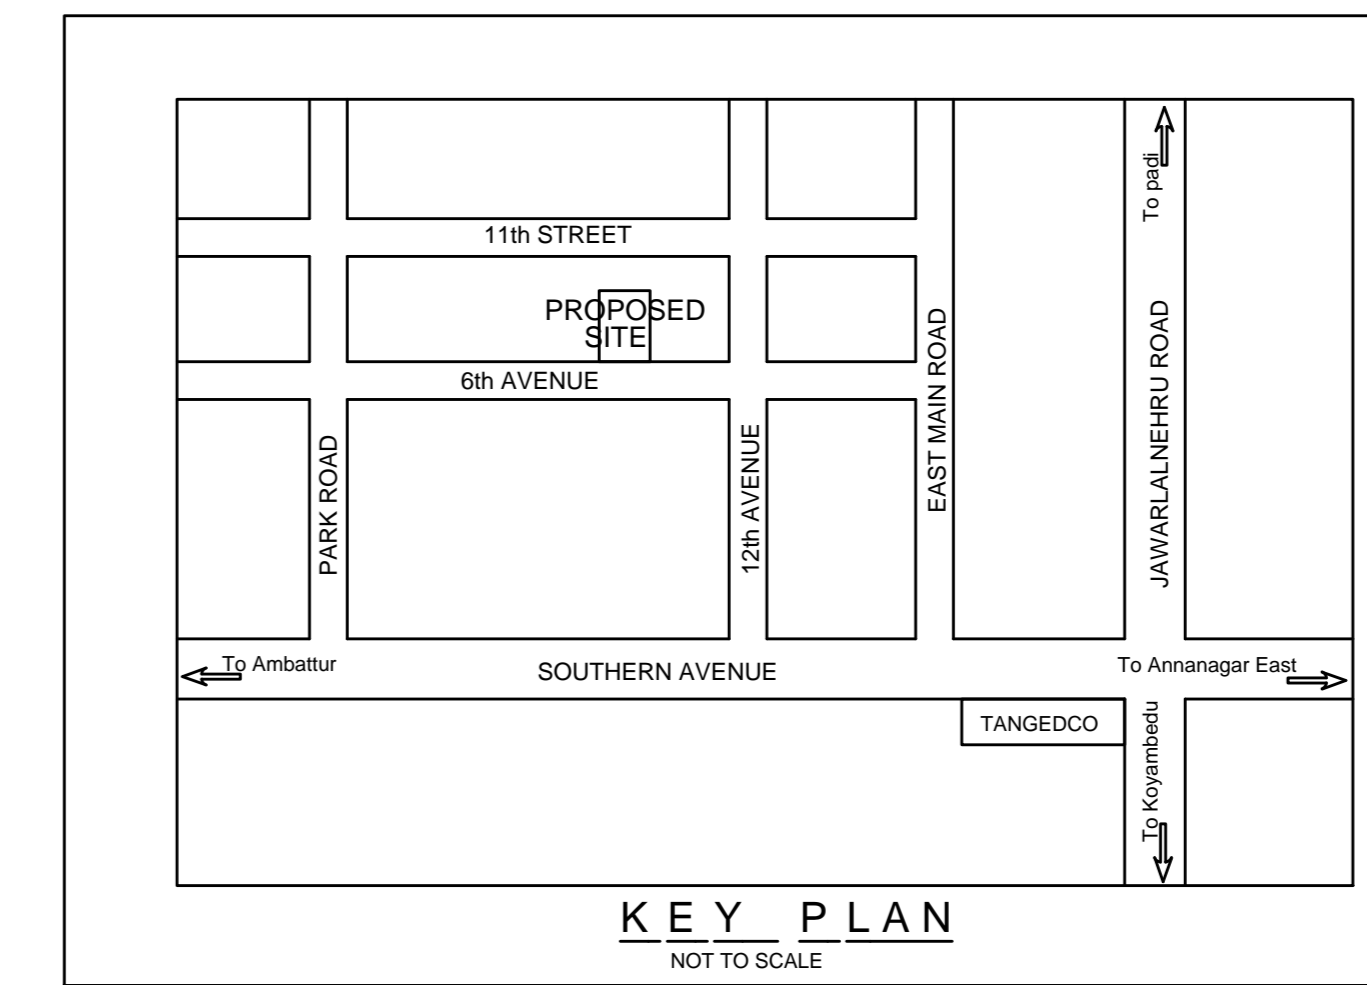 To padi
11th STREET
PROPOSED
SITE
6th AVENUE
EAST MAIN ROAD
JAWARLALNEHRU ROAD
PARK ROAD
12th AVENUE
To Ambattur
SOUTHERN AVENUE
To Annanagar East
TANGEDCO
To Koyambedu
KEY PLAN
NOT TO SCALE